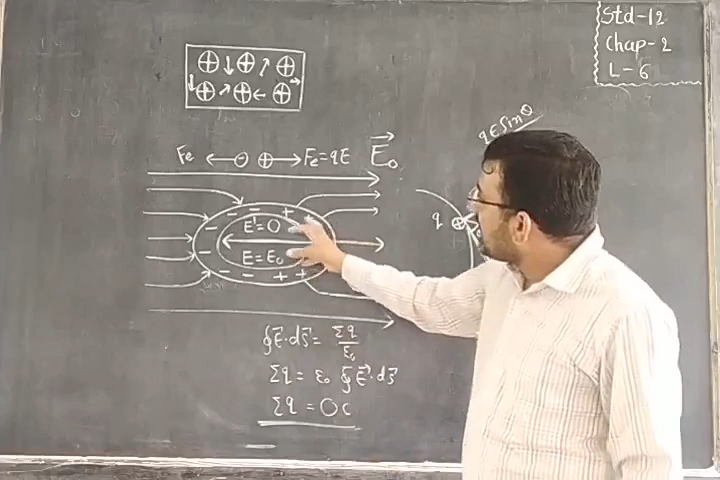 Std-12
Chap-2
L-6
qE Sinθ
Fe ← ⊖ ⊕ → Fe=qE
E⃗₀
q
E'=0
E=E₀
∮E⃗·dS⃗ = Σq/ε₀
Σq = ε₀ ∮E⃗·dS⃗
Σq = 0C